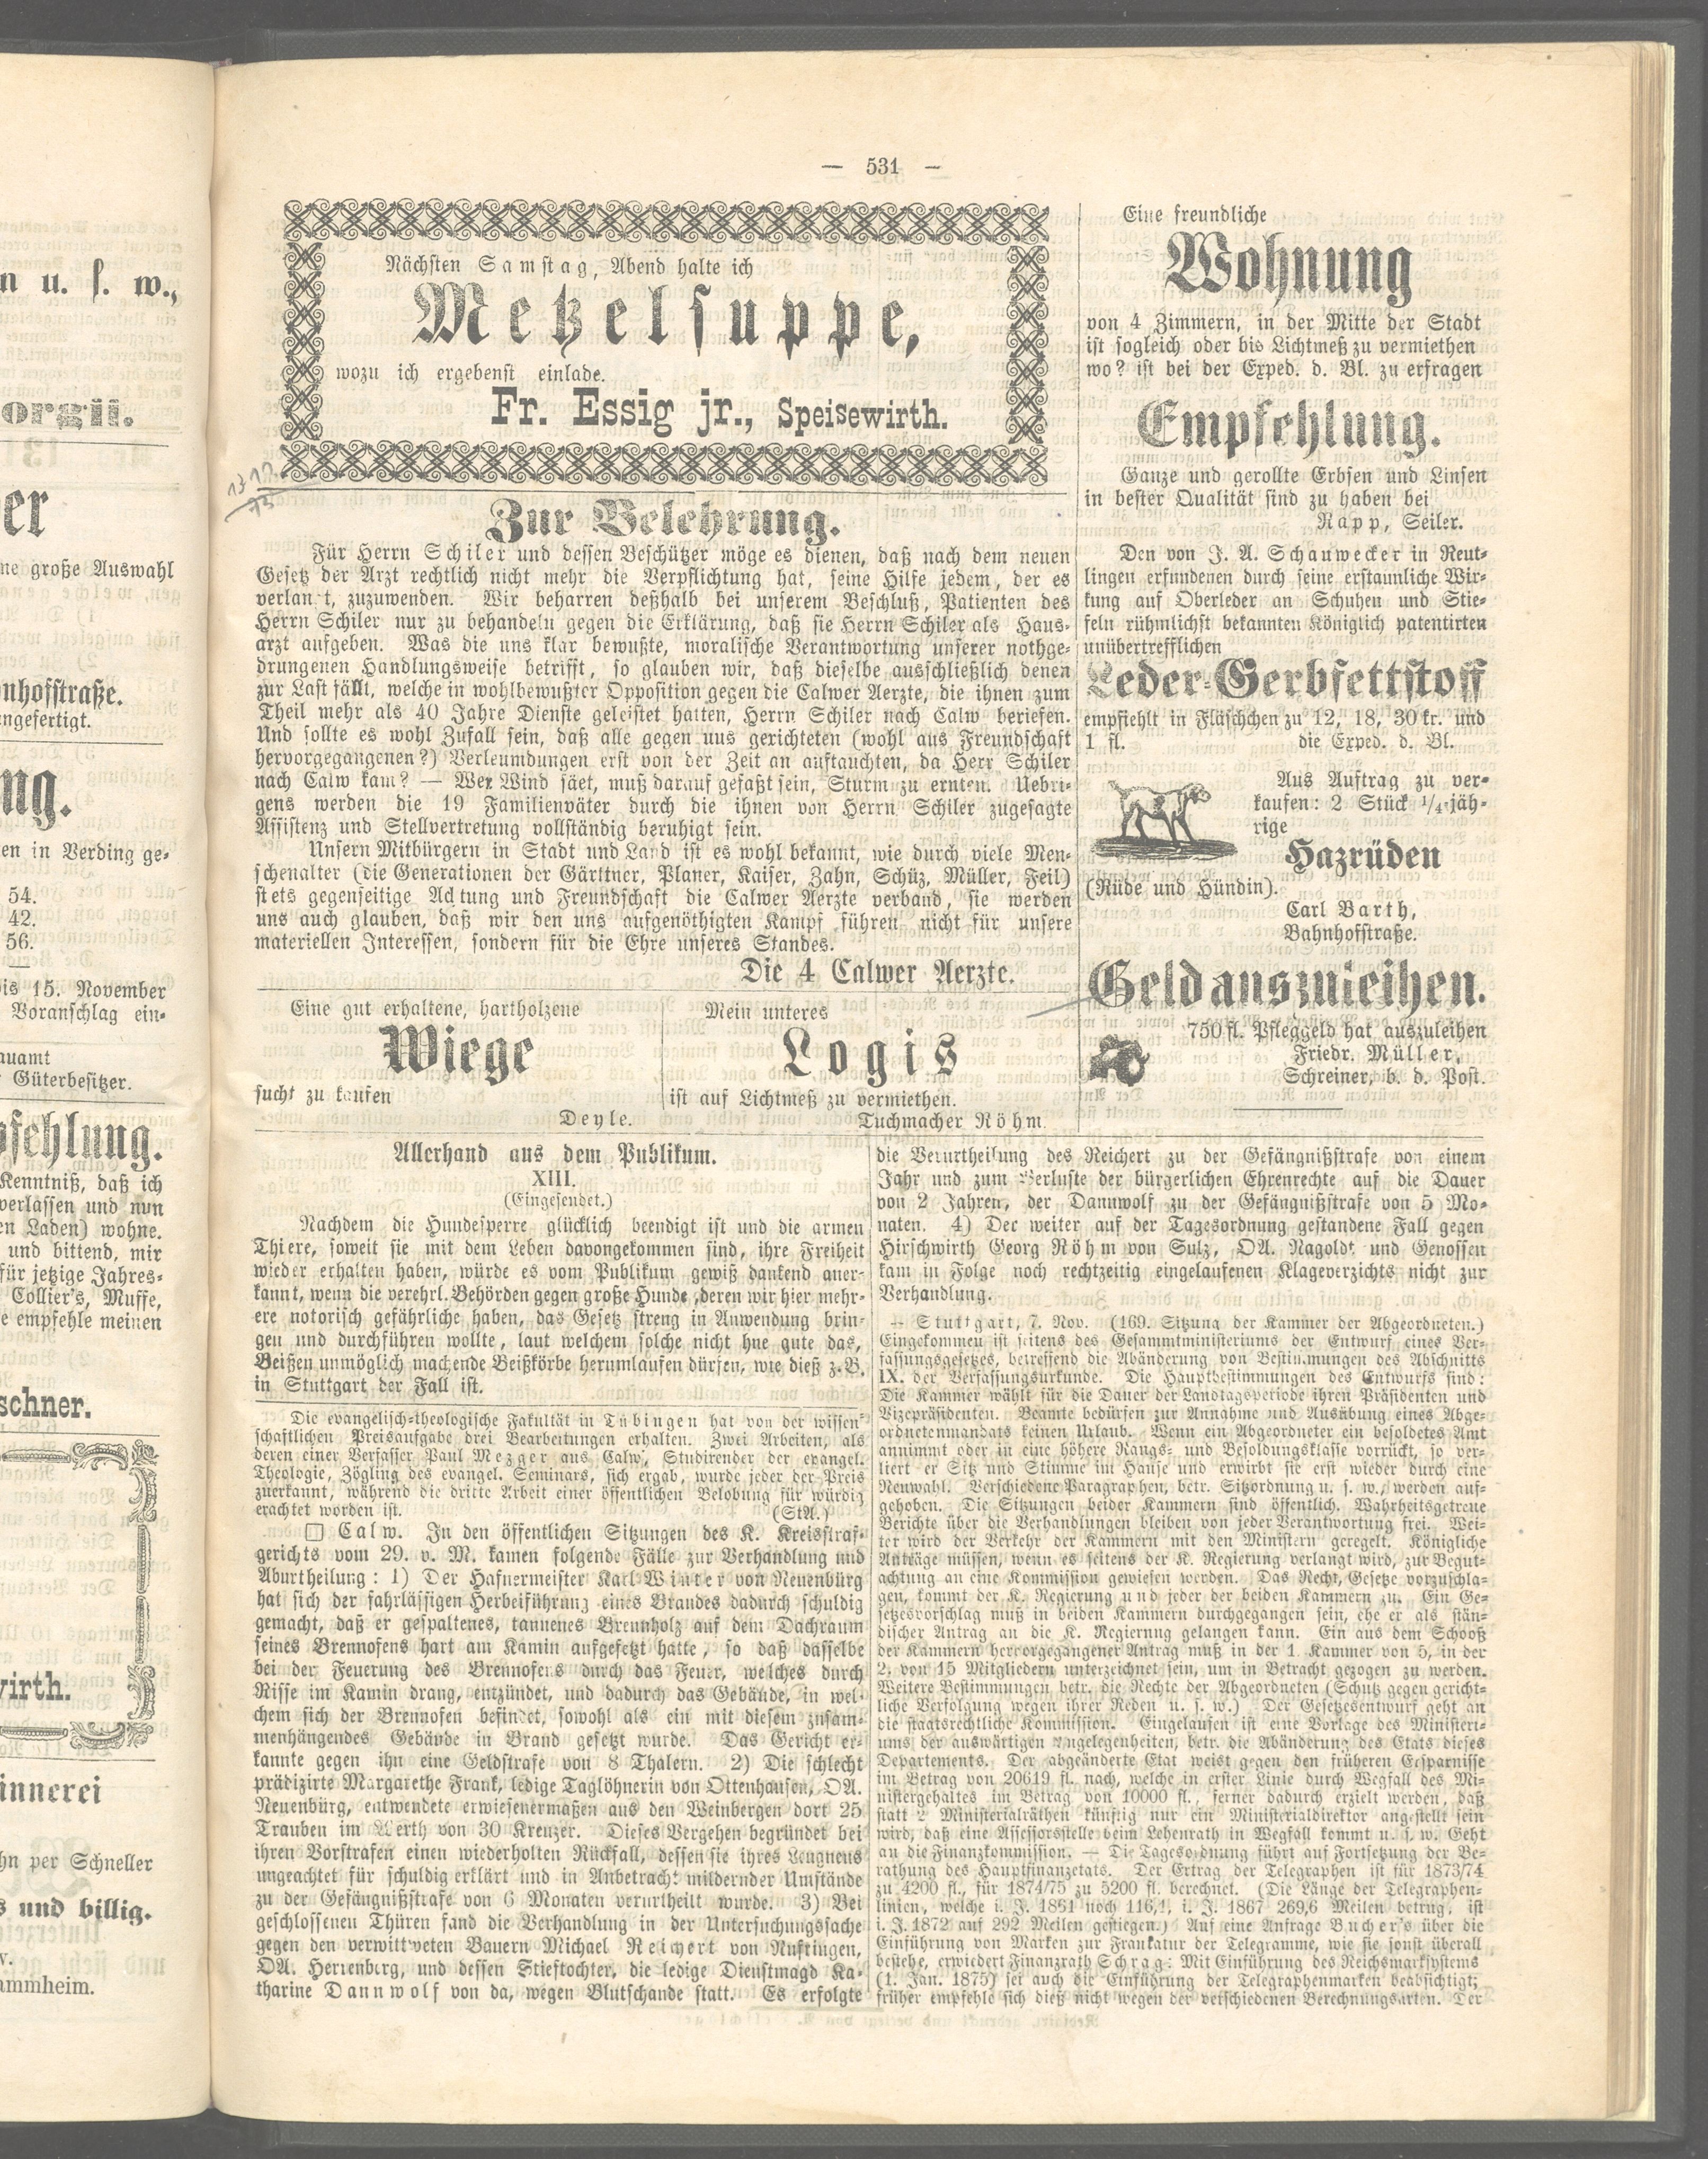 n u. s. w.,
orgii.
er
ne große Auswahl
nhofstraße.
ngefertigt.
ng.
en in Verding ge-
54.
42.
56.
is 15. November
Voranschlag ein-
auamt
Güterbesitzer.
pfehlung.
Kenntniß, daß ich
verlassen und nun
en Laden) wohne.
und bittend, mir
für jetzige Jahres-
Collier's, Muffe,
e empfehle meinen
schner.
virth.
innerei
hn per Schneller
s und billig.
w.
ammheim.
— 531 —
Nächsten Samstag, Abend halte ich
Metzelsuppe,
wozu ich ergebenst einlade.
Fr. Essig jr., Speisewirth.
Zur Belehrung.
Für Herrn Schiler und dessen Beschützer möge es dienen, daß nach dem neuen
Gesetz der Arzt rechtlich nicht mehr die Verpflichtung hat, seine Hilfe jedem, der es
verlan t, zuzuwenden. Wir beharren deßhalb bei unserem Beschluß, Patienten des
Herrn Schiler nur zu behandeln gegen die Erklärung, daß sie Herrn Schiler als Haus-
arzt aufgeben. Was die uns klar bewußte, moralische Verantwortung unserer nothge-
drungenen Handlungsweise betrifft, so glauben wir, daß dieselbe ausschließlich denen
zur Last fällt, welche in wohlbewußter Opposition gegen die Calwer Aerzte, die ihnen zum
Theil mehr als 40 Jahre Dienste geleistet hatten, Herrn Schiler nach Calw beriefen.
Und sollte es wohl Zufall sein, daß alle gegen uns gerichteten (wohl aus Freundschaft
hervorgegangenen?) Verleumdungen erst von der Zeit an auftauchten, da Herr Schiler
nach Calw kam? — Wer Wind säet, muß darauf gefaßt sein, Sturm zu ernten. Uebri-
gens werden die 19 Familienväter durch die ihnen von Herrn Schiler zugesagte
Assistenz und Stellvertretung vollständig beruhigt sein.
Unsern Mitbürgern in Stadt und Land ist es wohl bekannt, wie durch viele Men-
schenalter (die Generationen der Gärttner, Planer, Kaiser, Zahn, Schüz, Müller, Feil)
stets gegenseitige Achtung und Freundschaft die Calwer Aerzte verband, sie werden
uns auch glauben, daß wir den uns aufgenöthigten Kampf führen nicht für unsere
materiellen Interessen, sondern für die Ehre unseres Standes.
Die 4 Calwer Aerzte.
Eine gut erhaltene, hartholzene
Wiege
sucht zu kaufen
Deyle.
Mein unteres
Logis
ist auf Lichtmeß zu vermiethen.
Tuchmacher Röhm.
Eine freundliche
Wohnung
von 4 Zimmern, in der Mitte der Stadt
ist sogleich oder bis Lichtmeß zu vermiethen
wo? ist bei der Exped. d. Bl. zu erfragen
Empfehlung.
Ganze und gerollte Erbsen und Linsen
in bester Qualität sind zu haben bei
Rapp, Seiler.
Den von J. A. Schauwecker in Reut-
lingen erfundenen durch seine erstaunliche Wir-
kung auf Oberleder an Schuhen und Stie-
feln rühmlichst bekannten Königlich patentirten
unübertrefflichen
Leder-Gerbfettstoff
empfiehlt in Fläschchen zu 12, 18, 30 kr. und
1 fl. die Exped. d. Bl.
Aus Auftrag zu ver-
kaufen: 2 Stück 1/4-jäh-
rige
Hazrüden
(Rüde und Hündin).
Carl Barth,
Bahnhofstraße.
Geld auszuleihen.
750 fl. Pfleggeld hat auszuleihen
Friedr. Müller,
Schreiner, b. d. Post.
Allerhand aus dem Publikum.
XIII.
(Eingesendet.)
Nachdem die Hundesperre glücklich beendigt ist und die armen
Thiere, soweit sie mit dem Leben davongekommen sind, ihre Freiheit
wieder erhalten haben, würde es vom Publikum gewiß dankend aner-
kannt, wenn die verehrl. Behörden gegen große Hunde, deren wir hier mehr-
ere notorisch gefährliche haben, das Gesetz streng in Anwendung brin-
gen und durchführen wollte, laut welchem solche nicht hne gute das,
Beißen unmöglich machende Beißkörbe herumlaufen dürfen, wie dieß z. B.
in Stuttgart der Fall ist.
Die evangelisch-theologische Fakultät in Tübingen hat von der wissen-
schaftlichen Preisaufgabe drei Bearbeitungen erhalten. Zwei Arbeiten, als
deren einer Verfasser Paul Mezger aus Calw, Studirender der evangel.
Theologie, Zögling des evangel. Seminars, sich ergab, wurde jeder der Preis
zuerkannt, während die dritte Arbeit einer öffentlichen Belobung für würdig
erachtet worden ist. (StA.)
□ Calw. In den öffentlichen Sitzungen des K. Kreisstraf-
gerichts vom 29. v. M. kamen folgende Fälle zur Verhandlung und
Aburtheilung: 1) Der Hafnermeister Karl Winter von Neuenbürg
hat sich der fahrlässigen Herbeiführung eines Brandes dadurch schuldig
gemacht, daß er gespaltenes, tannenes Brennholz auf dem Dachraum
seines Brennofens hart am Kamin aufgesetzt hatte, so daß dasselbe
bei der Feuerung des Brennofens durch das Feuer, welches durch
Risse im Kamin drang, entzündet, und dadurch das Gebäude, in wel-
chem sich der Brennofen befindet, sowohl als ein mit diesem zusam-
menhängendes Gebäude in Brand gesetzt wurde. Das Gericht er-
kannte gegen ihn eine Geldstrafe von 8 Thalern. 2) Die schlecht
prädizirte Margarethe Frank, ledige Taglöhnerin von Ottenhausen, OA.
Neuenbürg, entwendete erwiesenermaßen aus den Weinbergen dort 25
Trauben im Werth von 30 Kreuzer. Dieses Vergehen begründet bei
ihren Vorstrafen einen wiederholten Rückfall, dessen sie ihres Leugnens
ungeachtet für schuldig erklärt und in Anbetracht mildernder Umstände
zu der Gefängnißstrafe von 6 Monaten verurtheilt wurde. 3) Bei
geschlossenen Thüren fand die Verhandlung in der Untersuchungssache
gegen den verwittweten Bauern Michael Reichert von Nufringen,
OA. Herrenberg, und dessen Stieftochter, die ledige Dienstmagd Ka-
tharine Dannwolf von da, wegen Blutschande statt. Es erfolgte
die Verurtheilung des Reichert zu der Gefängnißstrafe von einem
Jahr und zum Verluste der bürgerlichen Ehrenrechte auf die Dauer
von 2 Jahren, der Dannwolf zu der Gefängnißstrafe von 5 Mo-
naten. 4) Der weiter auf der Tagesordnung gestandene Fall gegen
Hirschwirth Georg Röhm von Sulz, OA. Nagold, und Genossen
kam in Folge noch rechtzeitig eingelaufenen Klageverzichts nicht zur
Verhandlung.
— Stuttgart, 7. Nov. (169. Sitzung der Kammer der Abgeordneten.)
Eingekommen ist seitens des Gesammtministeriums der Entwurf eines Ver-
fassungsgesetzes, betreffend die Abänderung von Bestimmungen des Abschnitts
IX. der Verfassungsurkunde. Die Hauptbestimmungen des Entwurfs sind:
Die Kammer wählt für die Dauer der Landtagsperiode ihren Präsidenten und
Vizepräsidenten. Beamte bedürfen zur Annahme und Ausübung eines Abge-
ordnetenmandats keinen Urlaub. Wenn ein Abgeordneter ein besoldetes Amt
annimmt oder in eine höhere Rangs- und Besoldungsklasse vorrückt, so ver-
liert er Sitz und Stimme im Hause und erwirbt sie erst wieder durch eine
Neuwahl. Verschiedene Paragraphen, betr. Sitzordnung u. s. w., werden auf-
gehoben. Die Sitzungen beider Kammern sind öffentlich. Wahrheitsgetreue
Berichte über die Verhandlungen bleiben von jeder Verantwortung frei. Wei-
ter wird der Verkehr der Kammern mit den Ministern geregelt. Königliche
Anträge müssen, wenn es seitens der K. Regierung verlangt wird, zur Begut-
achtung an eine Kommission gewiesen werden. Das Recht, Gesetze vorzuschla-
gen, kommt der K. Regierung und jeder der beiden Kammern zu. Ein Ge-
setzesvorschlag muß in beiden Kammern durchgegangen sein, ehe er als stän-
discher Antrag an die K. Regierung gelangen kann. Ein aus dem Schooß
der Kammern hervorgegangener Antrag muß in der 1. Kammer von 5, in der
2. von 15 Mitgliedern unterzeichnet sein, um in Betracht gezogen zu werden.
Weitere Bestimmungen betr. die Rechte der Abgeordneten (Schutz gegen gericht-
liche Verfolgung wegen ihrer Reden u. s. w.) Der Gesetzesentwurf geht an
die staatsrechtliche Kommission. Eingelaufen ist eine Vorlage des Ministeri-
ums der auswärtigen Angelegenheiten, betr. die Abänderung des Etats dieses
Departements. Der abgeänderte Etat weist gegen den früheren Ersparnisse
im Betrag von 20619 fl. nach, welche in erster Linie durch Wegfall des Mi-
nistergehaltes im Betrag von 10000 fl., ferner dadurch erzielt werden, daß
statt 2 Ministerialräthen künftig nur ein Ministerialdirektor angestellt sein
wird, daß eine Assessorsstelle beim Lehenrath in Wegfall kommt u. s. w. Geht
an die Finanzkommission. — Die Tagesordnung führt auf Fortsetzung der Be-
rathung des Hauptfinanzetats. Der Ertrag der Telegraphen ist für 1873/74
zu 4200 fl., für 1874/75 zu 5200 fl. berechnet. (Die Länge der Telegraphen-
linien, welche i. J. 1861 noch 116,1, i. J. 1867 269,6 Meilen betrug, ist
i. J. 1872 auf 292 Meilen gestiegen.) Auf eine Anfrage Bucher's über die
Einführung von Marken zur Frankatur der Telegramme, wie sie sonst überall
bestehe, erwiedert Finanzrath Schrag: Mit Einführung des Reichsmarksystems
(1. Jan. 1875) sei auch die Einführung der Telegraphenmarken beabsichtigt;
früher empfehle sich dieß nicht wegen der verschiedenen Berechnungsarten. Der